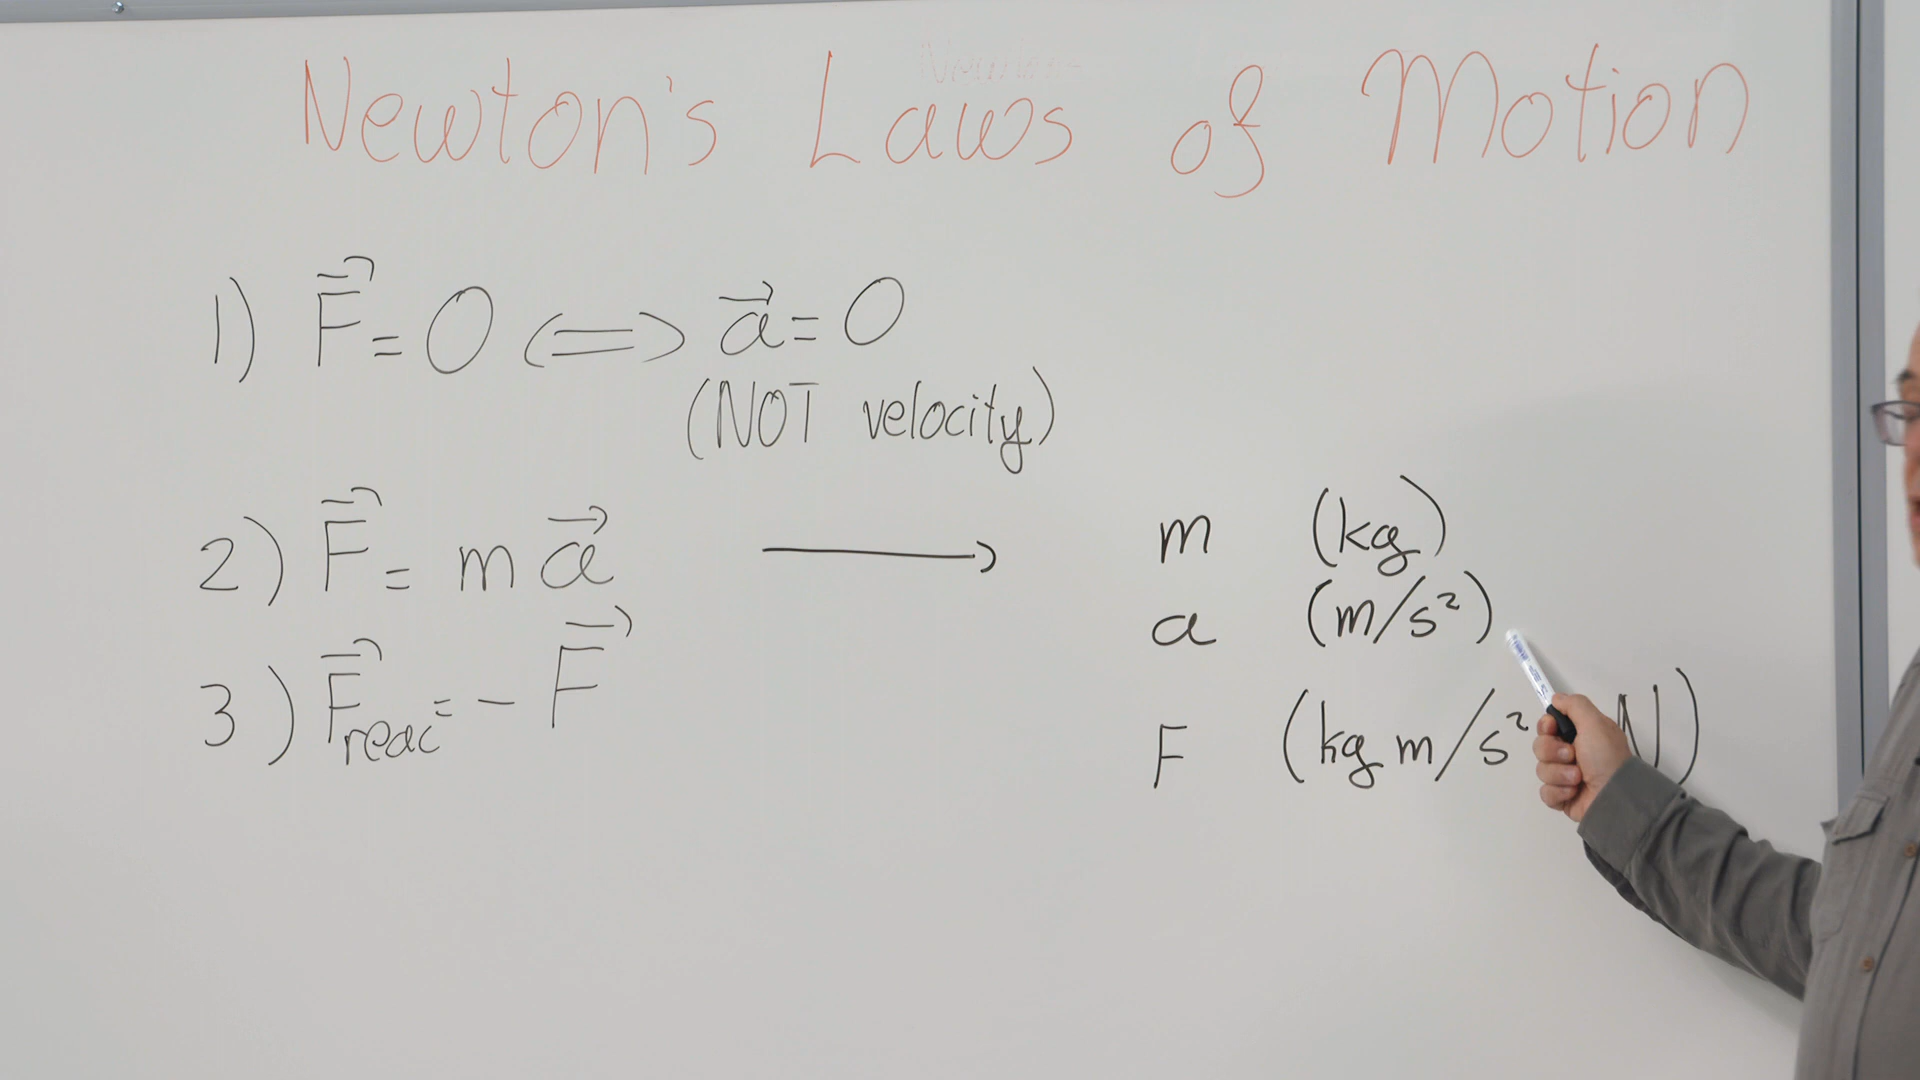 Newton's Laws of Motion
1) F⃗ = 0 <=> a⃗ = 0
(NOT velocity)
2) F⃗ = m a⃗ ⟶
3) F⃗reac = - F⃗
m (kg)
a (m/s²)
F (kg m/s² N)